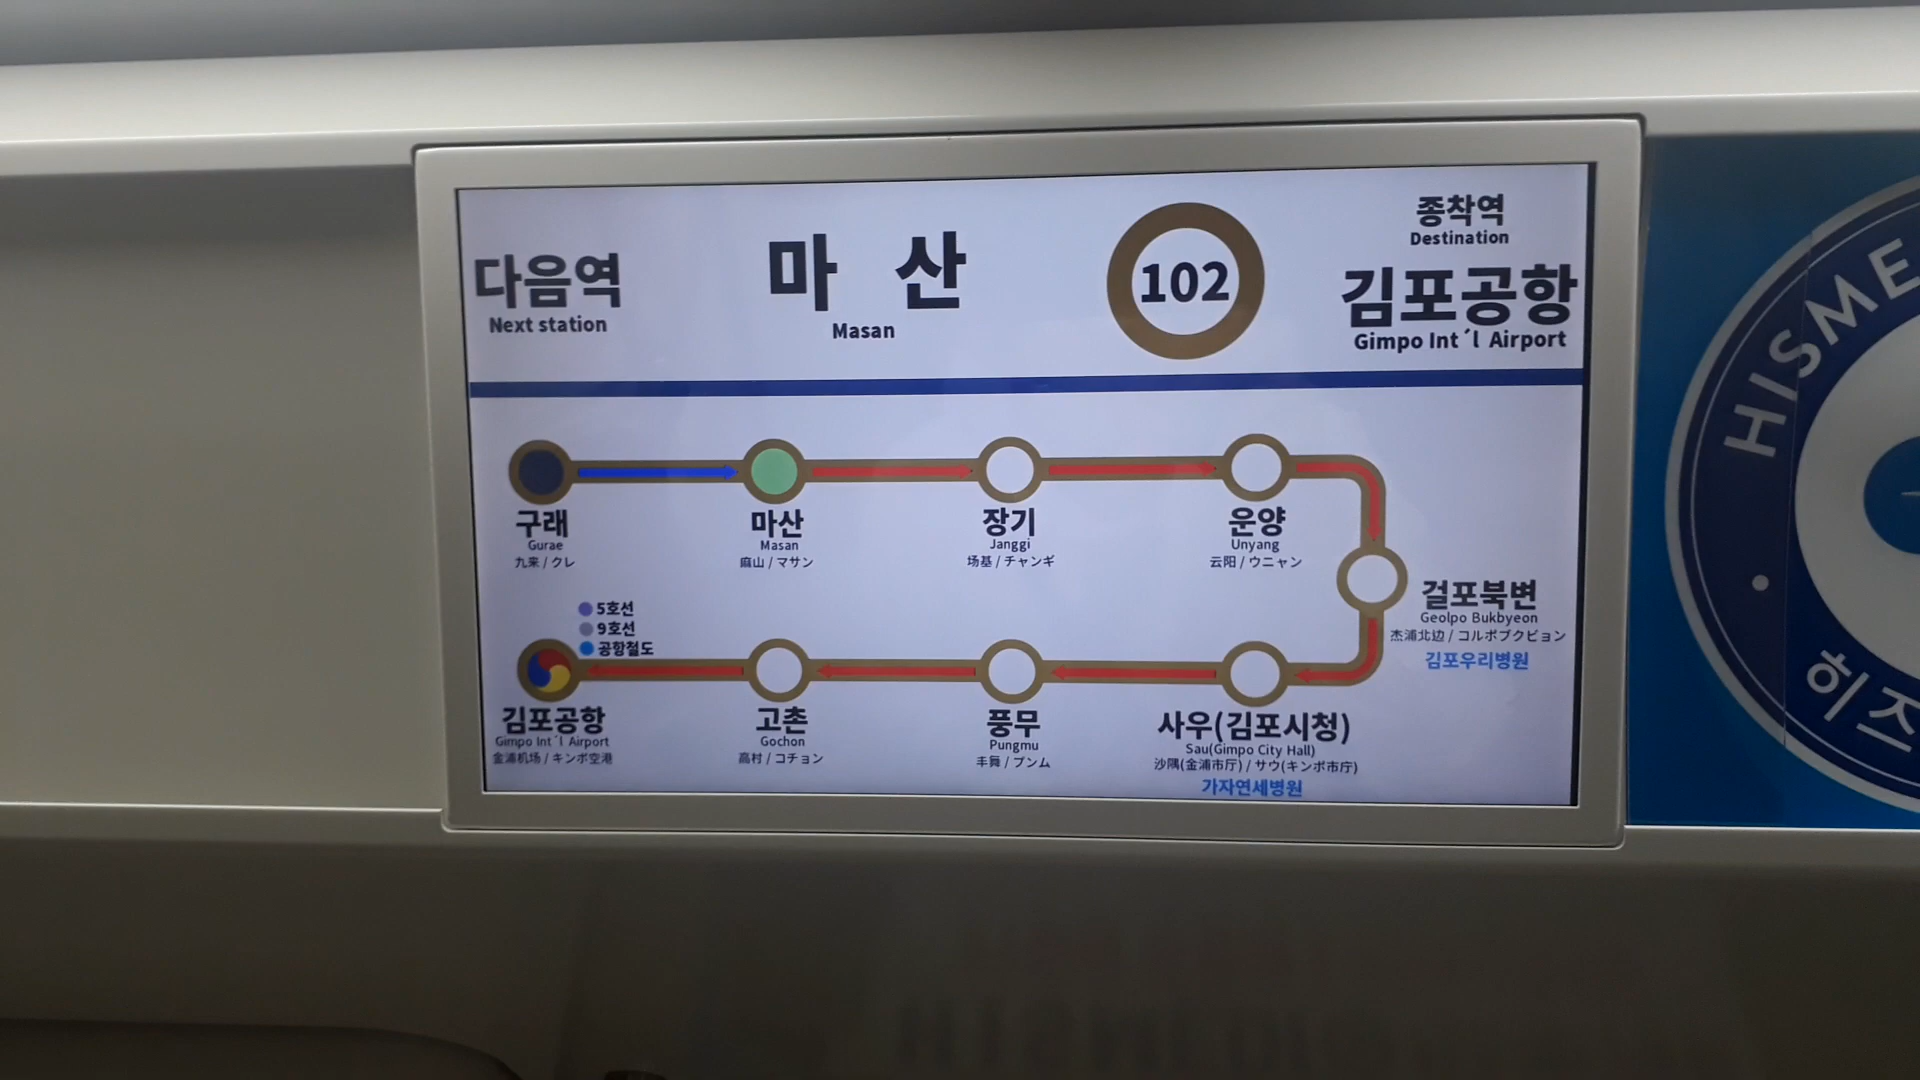 다음역
Next station
마 산
Masan
102
종착역
Destination
김포공항
Gimpo Int´l Airport
구래
Gurae
九来 / クレ
마산
Masan
麻山 / マサン
장기
Janggi
场基 / チャンギ
운양
Unyang
云阳 / ウニャン
걸포북변
Geolpo Bukbyeon
杰浦北边 / コルポブクビョン
김포우리병원
5호선
9호선
공항철도
김포공항
Gimpo Int´l Airport
金浦机场 / キンポ空港
고촌
Gochon
高村 / コチョン
풍무
Pungmu
丰舞 / プンム
사우(김포시청)
Sau(Gimpo City Hall)
沙隅(金浦市厅) / サウ(キンポ市庁)
가자연세병원
HISME
히즈